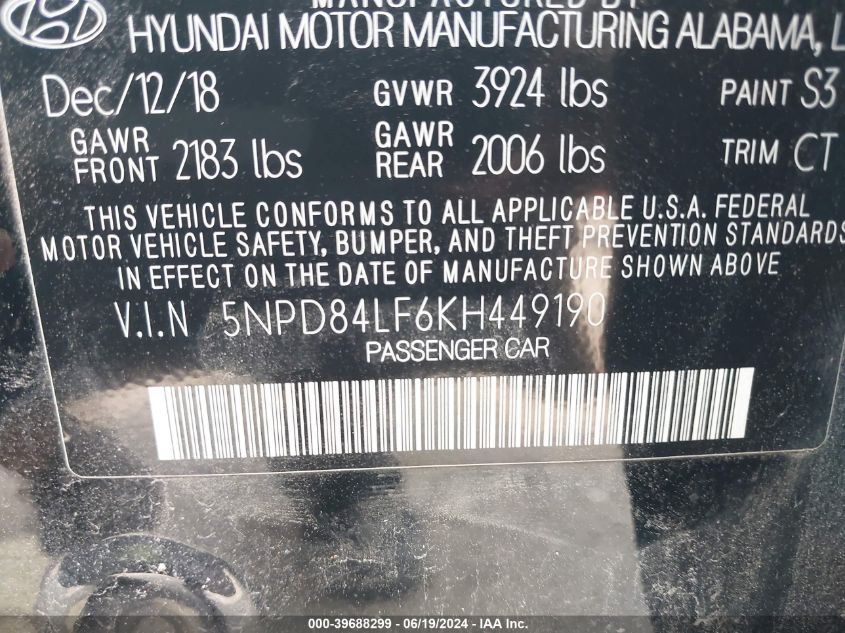 MANUFACTURED BY
HYUNDAI MOTOR MANUFACTURING ALABAMA, L
Dec/12/18 GVWR 3924 lbs PAINT S3
GAWR FRONT 2183 lbs GAWR REAR 2006 lbs TRIM CT
THIS VEHICLE CONFORMS TO ALL APPLICABLE U.S.A. FEDERAL
MOTOR VEHICLE SAFETY, BUMPER, AND THEFT PREVENTION STANDARDS
IN EFFECT ON THE DATE OF MANUFACTURE SHOWN ABOVE
V.I.N 5NPD84LF6KH449190
PASSENGER CAR
000-39688299 - 06/19/2024 - IAA Inc.